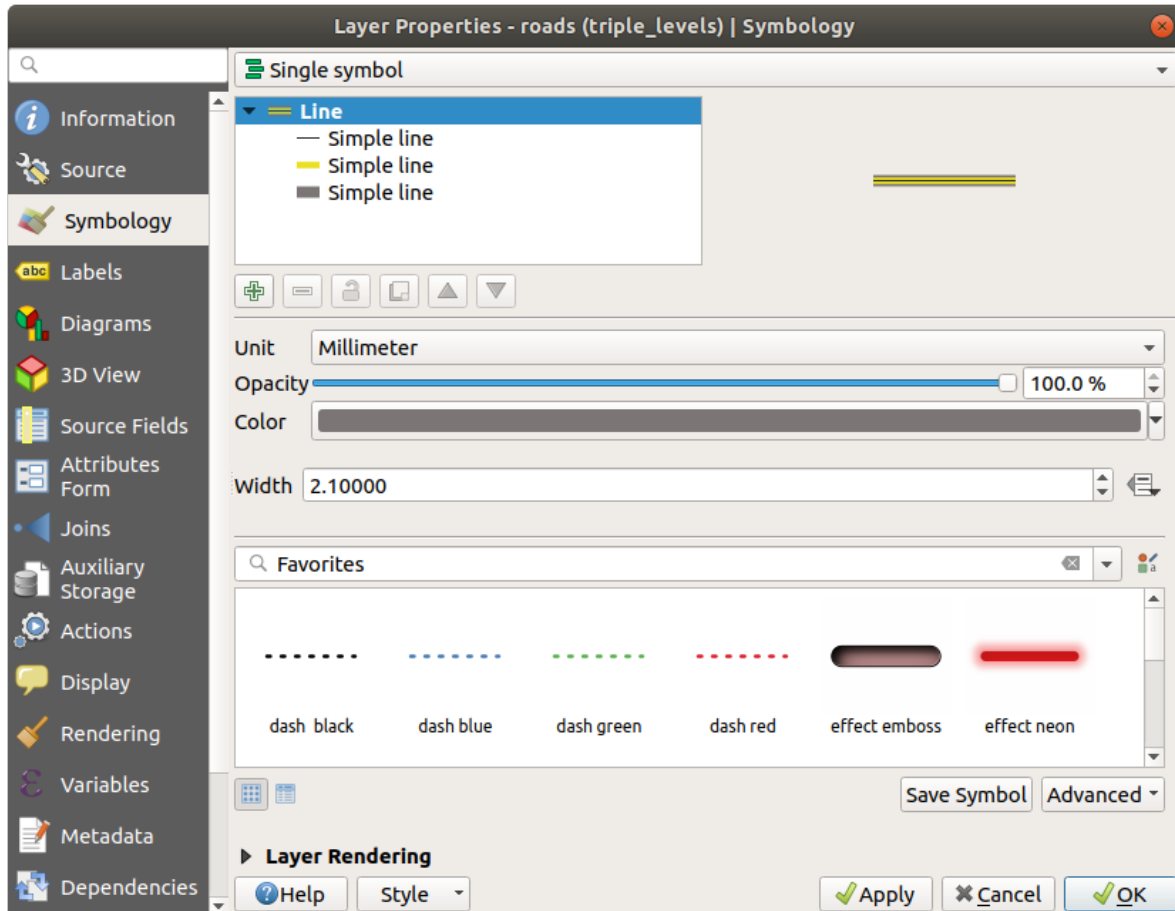 Layer Properties - roads (triple_levels) | Symbology
Information
Source
Symbology
abc Labels
Diagrams
3D View
Source Fields
Attributes
Form
Joins
Auxiliary
Storage
Actions
Display
Rendering
Variables
Metadata
Dependencies
Single symbol
Line
Simple line
Simple line
Simple line
Unit Millimeter
Opacity 100.0 %
Color
Width 2.10000
Favorites
dash black dash blue dash green dash red effect emboss effect neon
Save Symbol Advanced
Layer Rendering
Help Style Apply Cancel OK